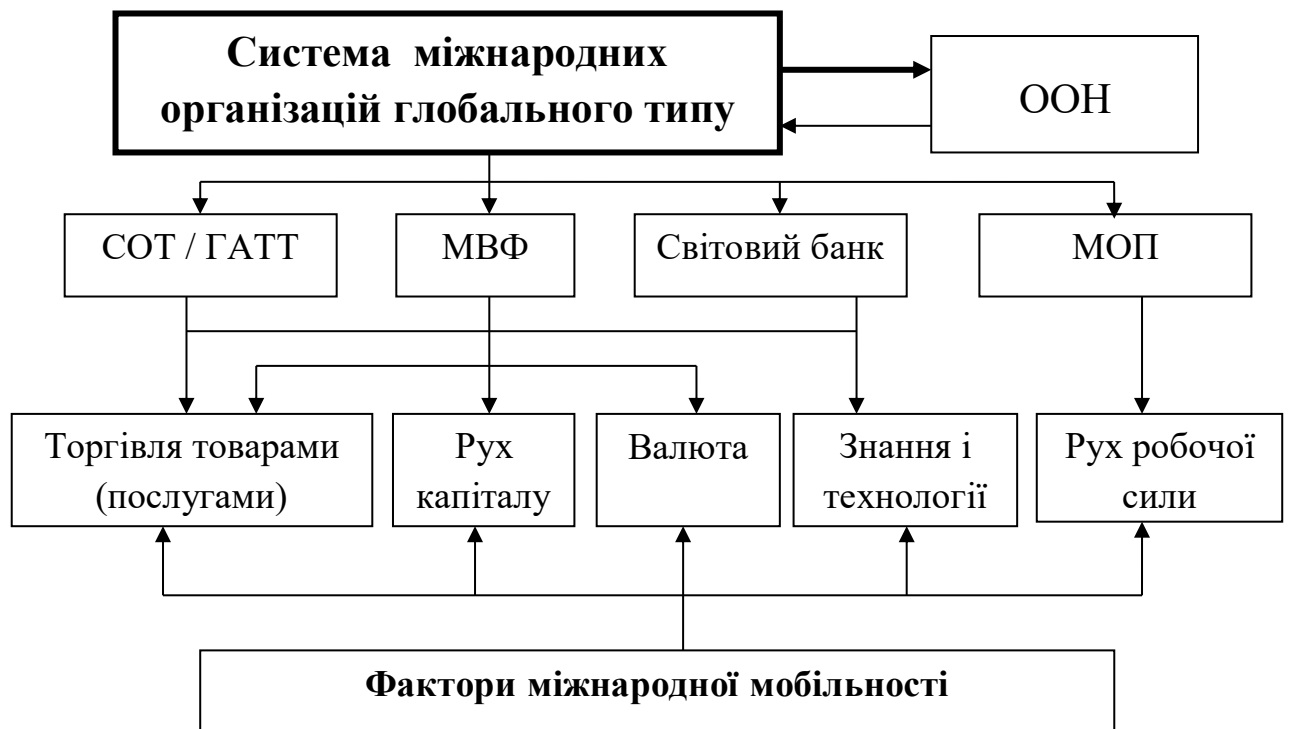 Система міжнародних
організацій глобального типу
ООН
СОТ / ГАТТ
МВФ
Світовий банк
МОП
Торгівля товарами
(послугами)
Рух
капіталу
Валюта
Знання і
технології
Рух робочої
сили
Фактори міжнародної мобільності